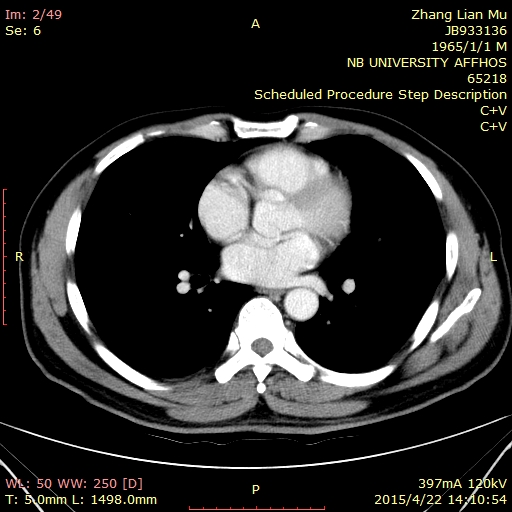 Im: 2/49
Se: 6
A
Zhang Lian Mu
JB933136
1965/1/1 M
NB UNIVERSITY AFFHOS
65218
Scheduled Procedure Step Description
C+V
C+V
R
L
WL: 50 WW: 250 [D]
T: 5.0mm L: 1498.0mm
P
397mA 120kV
2015/4/22 14:10:54